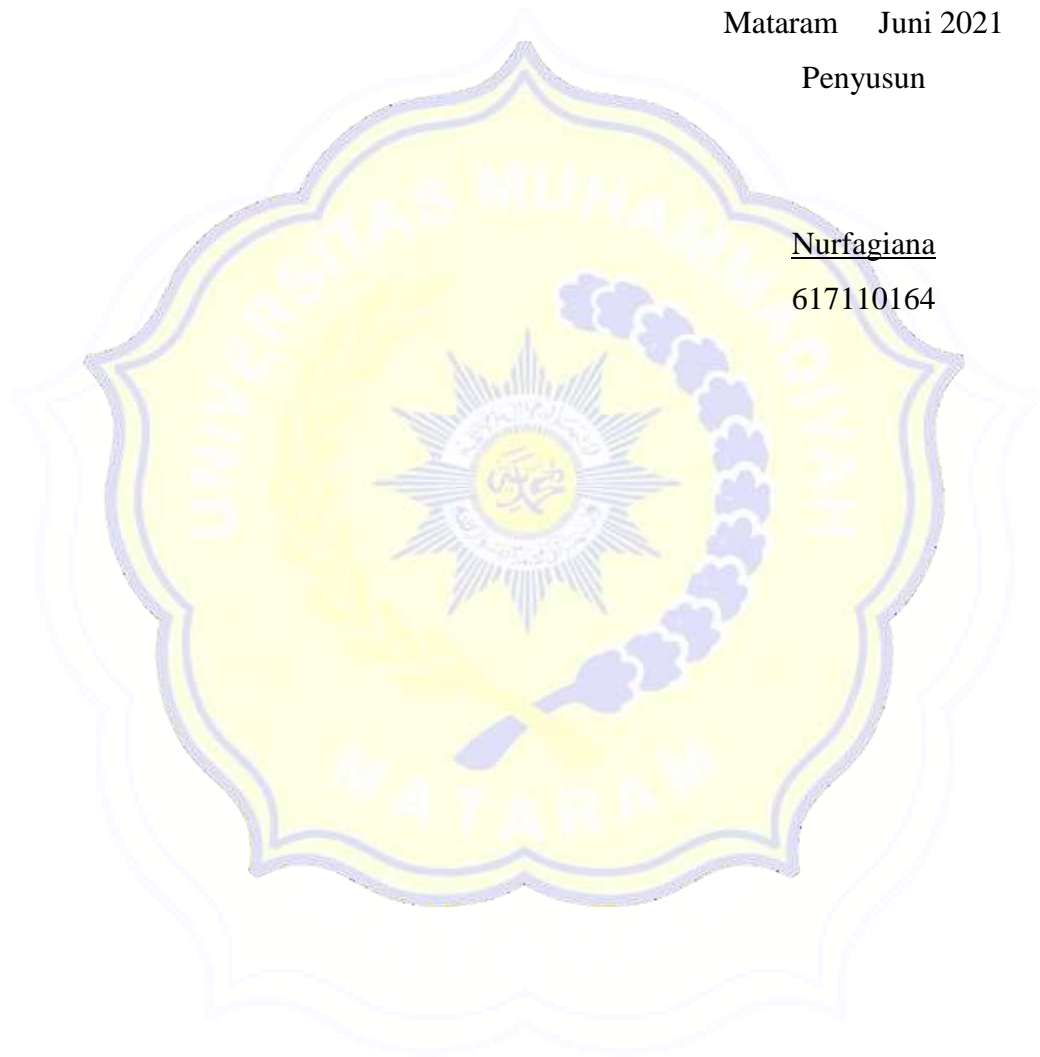 Mataram Juni 2021
Penyusun
Nurfagiana
617110164
UNIVERSITAS MUHAMMADIYAH
MATARAM